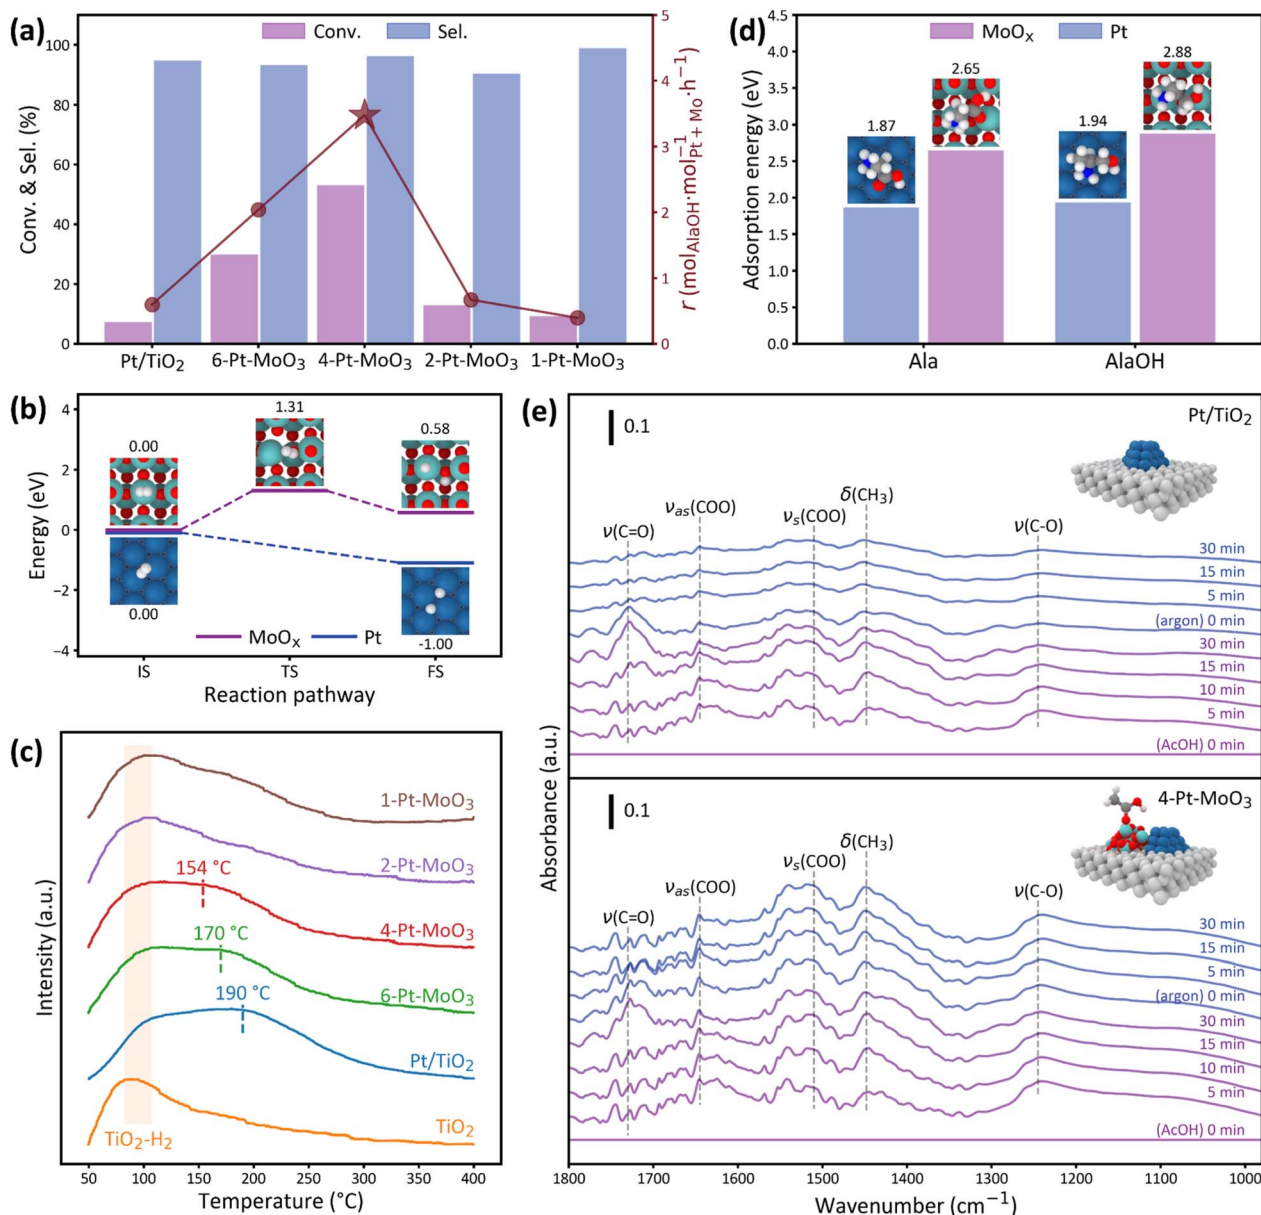 (a)
Conv. Sel.
Conv. & Sel. (%)
0
20
40
60
80
100
Pt/TiO₂ 6-Pt-MoO₃ 4-Pt-MoO₃ 2-Pt-MoO₃ 1-Pt-MoO₃
0
1
2
3
4
5
r (mol_AlaOH·mol⁻¹_Pt + Mo·h⁻¹)
(b)
Energy (eV)
4
2
0
−2
−4
0.00
1.31
0.58
0.00
-1.00
MoOₓ Pt
IS TS FS
Reaction pathway
(c)
Intensity (a.u.)
1-Pt-MoO₃
2-Pt-MoO₃
154 °C
4-Pt-MoO₃
170 °C
6-Pt-MoO₃
190 °C
Pt/TiO₂
TiO₂-H₂
TiO₂
50 100 150 200 250 300 350 400
Temperature (°C)
(d)
MoOₓ Pt
Adsorption energy (eV)
4.5
4.0
3.5
3.0
2.5
2.0
1.5
1.0
0.5
0.0
1.87
2.65
1.94
2.88
Ala AlaOH
(e)
Absorbance (a.u.)
0.1
Pt/TiO₂
ν(C=O)
νas(COO)
νs(COO)
δ(CH₃)
ν(C-O)
30 min
15 min
5 min
(argon) 0 min
30 min
15 min
10 min
5 min
(AcOH) 0 min
0.1
4-Pt-MoO₃
ν(C=O)
νas(COO)
νs(COO)
δ(CH₃)
ν(C-O)
30 min
15 min
5 min
(argon) 0 min
30 min
15 min
10 min
5 min
(AcOH) 0 min
1800 1700 1600 1500 1400 1300 1200 1100 1000
Wavenumber (cm⁻¹)